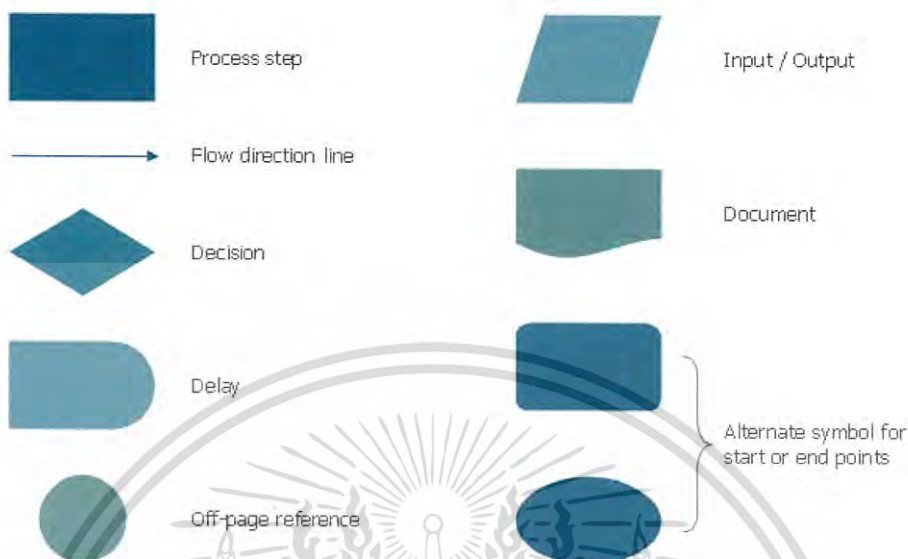 Process step
Flow direction line
Decision
Delay
Off-page reference
Input / Output
Document
Alternate symbol for
start or end points